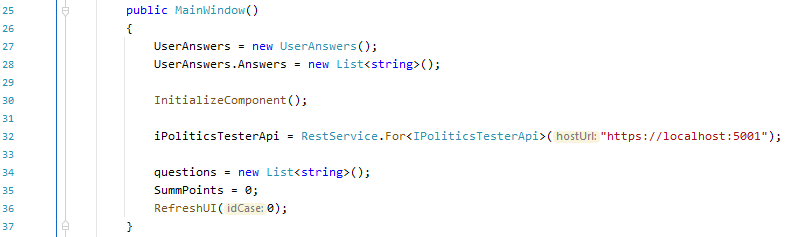 25 public MainWindow()
26 {
27 UserAnswers = new UserAnswers();
28 UserAnswers.Answers = new List<string>();
29
30 InitializeComponent();
31
32 iPoliticsTesterApi = RestService.For<IPoliticsTesterApi>( hostUrl: "https://localhost:5001");
33
34 questions = new List<string>();
35 SummPoints = 0;
36 RefreshUI( idCase: 0);
37 }